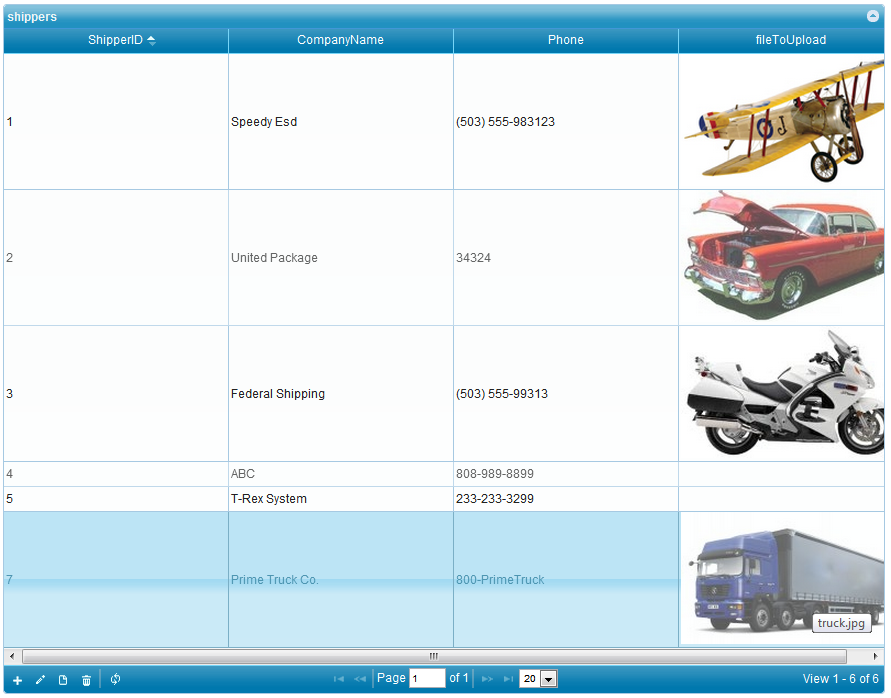 shippers
ShipperID CompanyName Phone fileToUpload
1 Speedy Esd (503) 555-983123
J
2 United Package 34324
3 Federal Shipping (503) 555-99313
4 ABC 808-989-8899
5 T-Rex System 233-233-3299
7 Prime Truck Co. 800-PrimeTruck
truck.jpg
Page 1 of 1 20 View 1 - 6 of 6